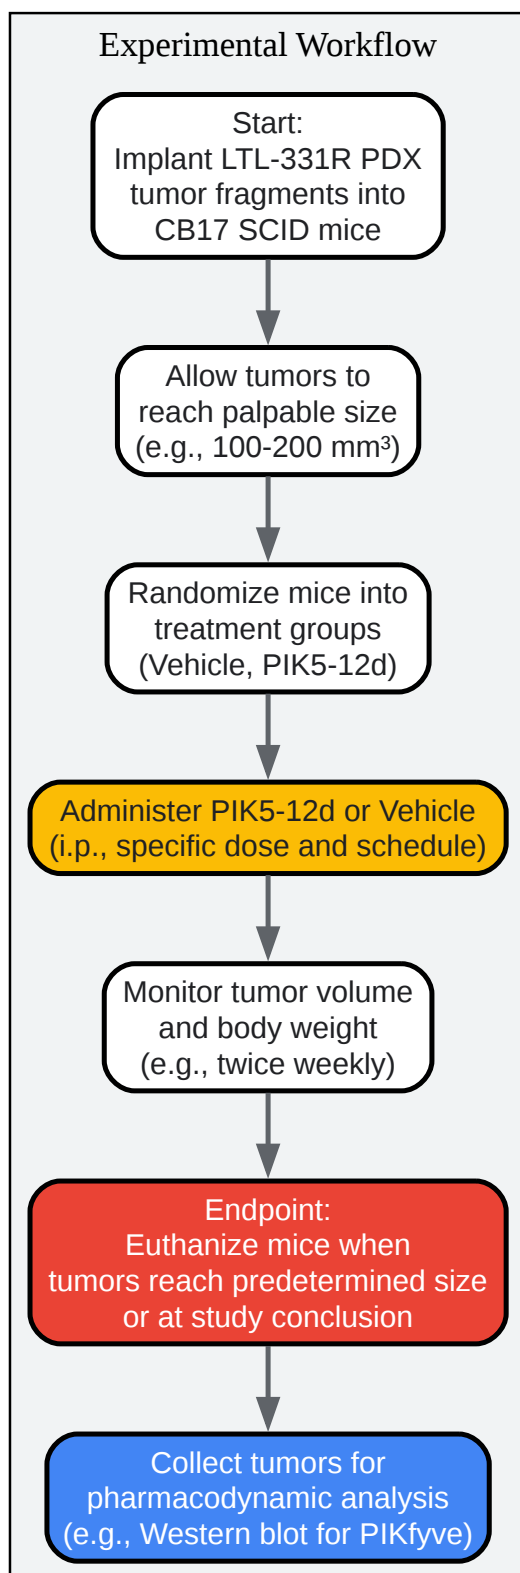 Experimental Workflow
Start:
Implant LTL-331R PDX
tumor fragments into
CB17 SCID mice
Allow tumors to
reach palpable size
(e.g., 100-200 mm³)
Randomize mice into
treatment groups
(Vehicle, PIK5-12d)
Administer PIK5-12d or Vehicle
(i.p., specific dose and schedule)
Monitor tumor volume
and body weight
(e.g., twice weekly)
Endpoint:
Euthanize mice when
tumors reach predetermined size
or at study conclusion
Collect tumors for
pharmacodynamic analysis
(e.g., Western blot for PIKfyve)